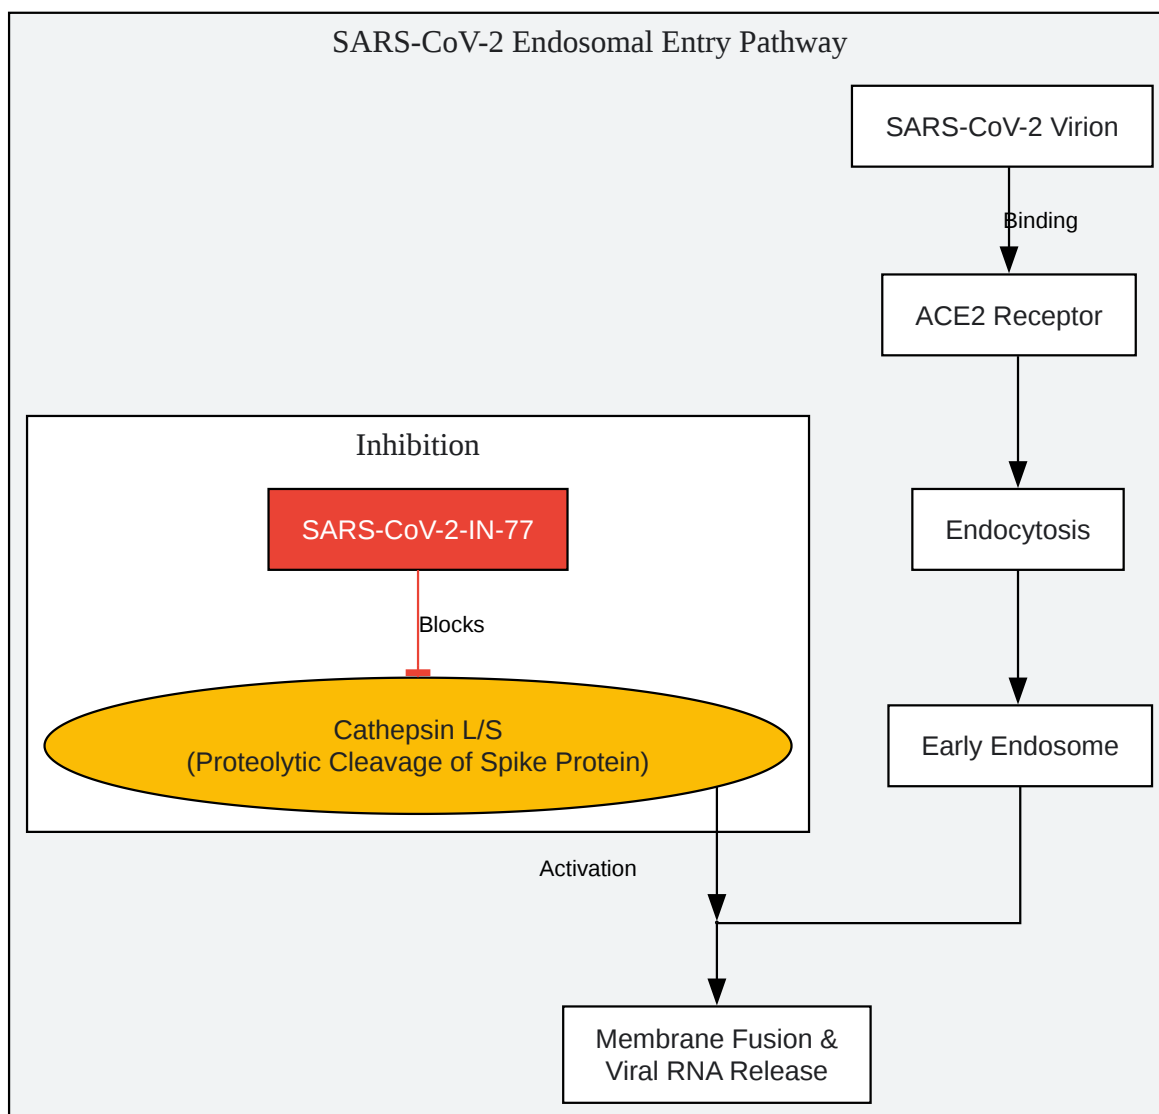 SARS-CoV-2 Endosomal Entry Pathway
SARS-CoV-2 Virion
Binding
ACE2 Receptor
Inhibition
SARS-CoV-2-IN-77
Endocytosis
Blocks
Cathepsin L/S
(Proteolytic Cleavage of Spike Protein)
Early Endosome
Activation
Membrane Fusion &
Viral RNA Release